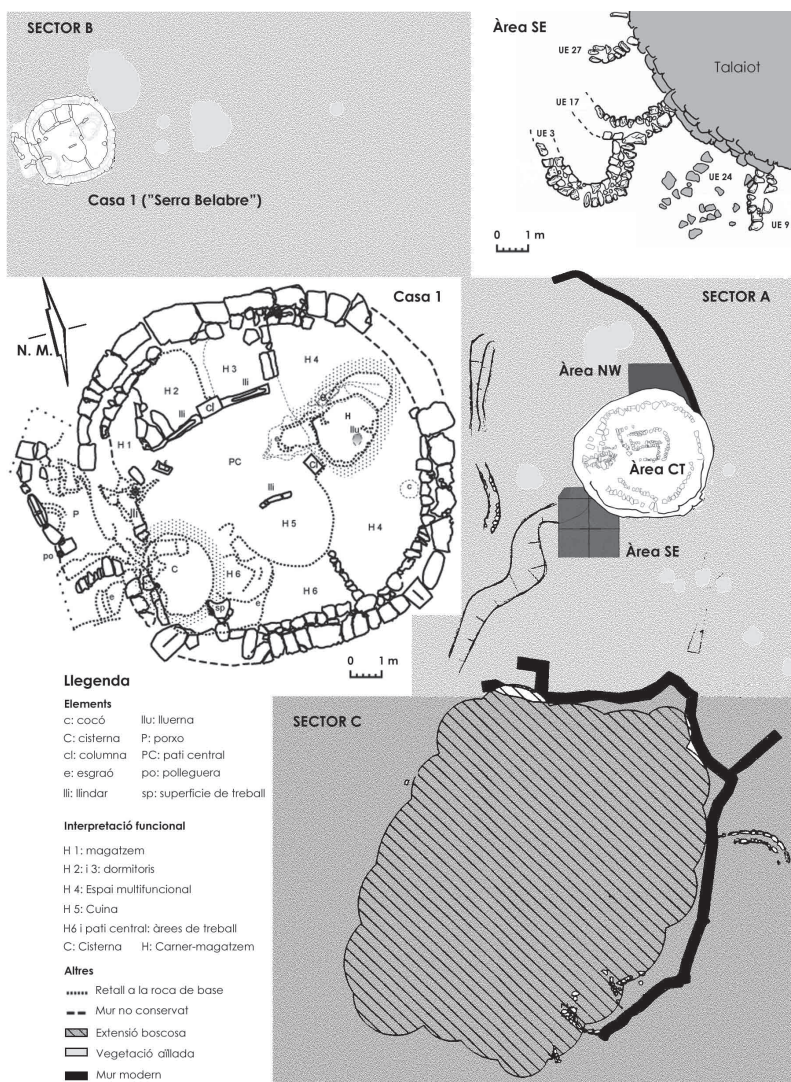 SECTOR B
Casa 1 ("Serra Belabre")
Àrea SE
UE 27
Talaiot
UE 17
UE 3
UE 24
UE 9
0 1 m
N. M.
Casa 1
H 2
H 3
H 4
lli
cl
lli
H 1
e
H
llu
PC
cl
c
lli
lli
H 5
H 4
P
po
C
H 6
e
sp
e
H 6
0 1 m
SECTOR A
Àrea NW
Àrea CT
Àrea SE
SECTOR C
Llegenda
Elements
c: cocó llu: lluerna
C: cisterna P: porxo
cl: columna PC: pati central
e: esgraó po: polleguera
lli: llindar sp: superfície de treball
Interpretació funcional
H 1: magatzem
H 2: i 3: dormitoris
H 4: Espai multifuncional
H 5: Cuina
H6 i pati central: àrees de treball
C: Cisterna H: Carner-magatzem
Altres
Retall a la roca de base
Mur no conservat
Extensió boscosa
Vegetació aïllada
Mur modern